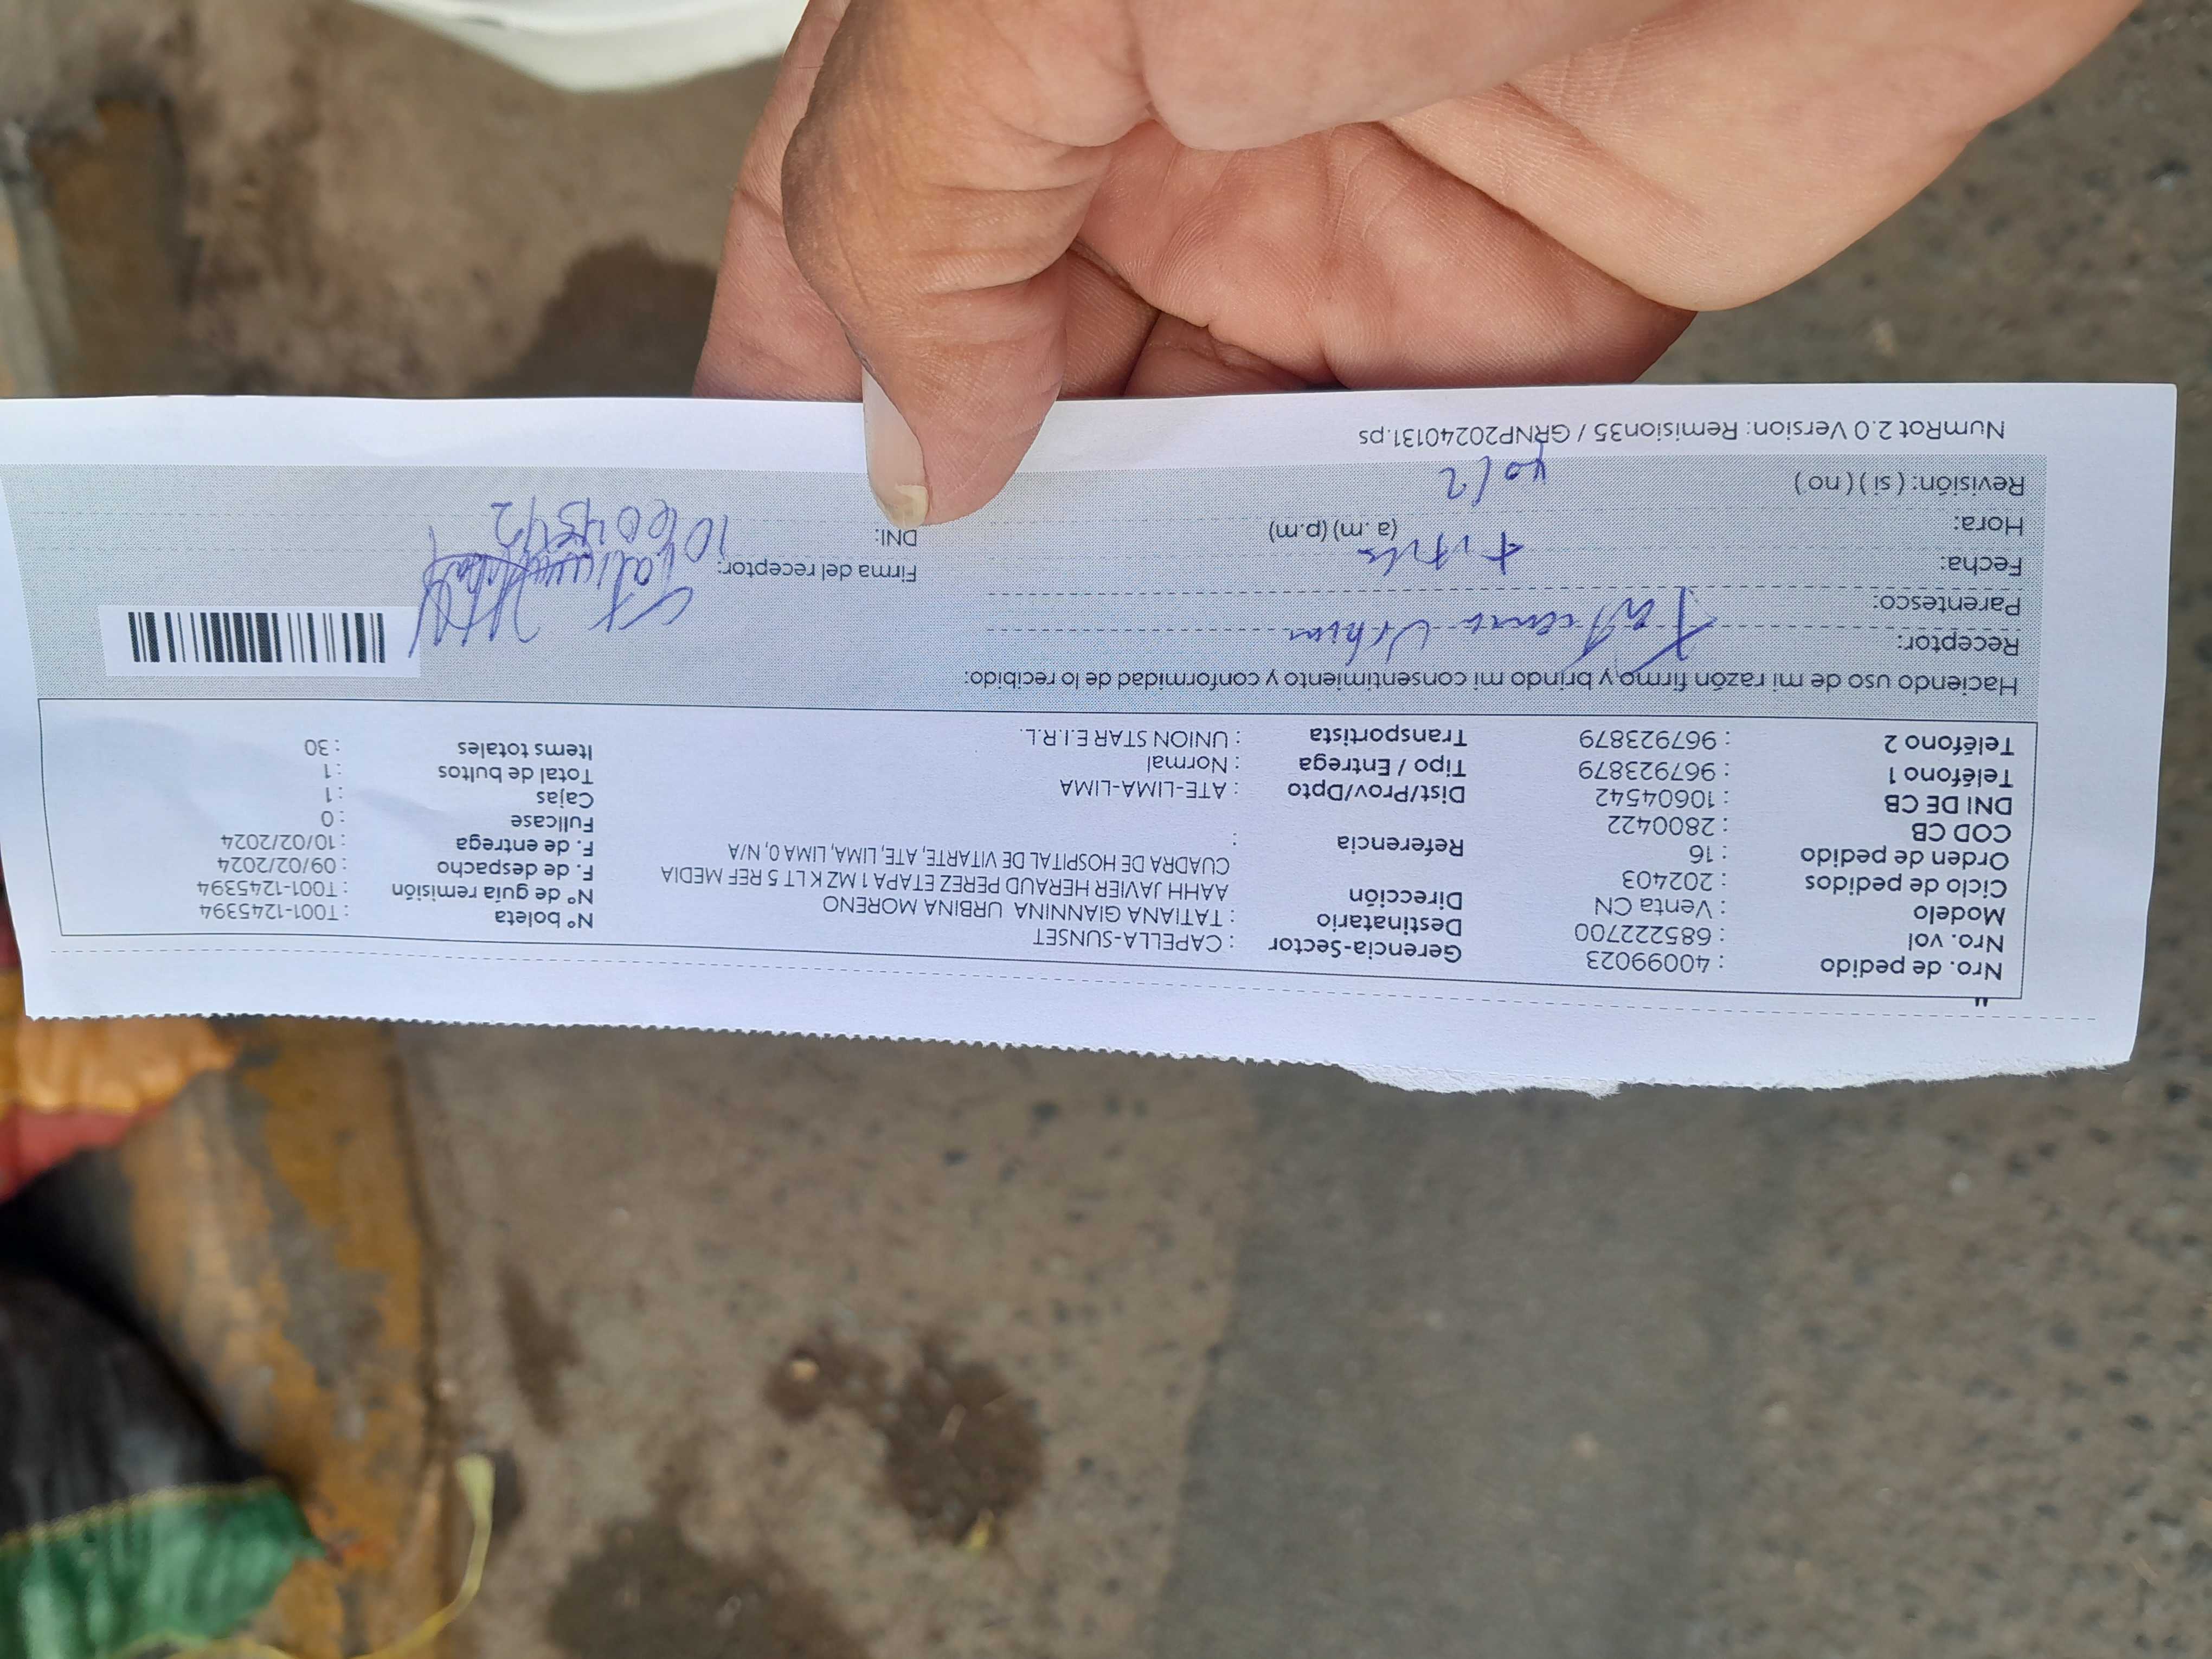 Nro. de pedido : 40099023 Gerencia-Sector : CAPELLA-SUNSET Nº boleta : T001-1245394
Nro. vol : 685222700 Destinatario : TATIANA GIANNINA URBINA MORENO Nº de guía remisión : T001-1245394
Modelo : Venta CN Dirección AAHH JAVIER HERAUD PEREZ ETAPA 1 MZ K LT 5 REF MEDIA F. de despacho : 09/02/2024
Ciclo de pedidos : 202403 CUADRA DE HOSPITAL DE VITARTE, ATE, LIMA, LIMA 0, N/A F. de entrega : 10/02/2024
Orden de pedido : 16 Referencia : Fullcase : 0
COD CB : 2800422 Cajas : 1
DNI DE CB : 10604542 Dist/Prov/Dpto : ATE-LIMA-LIMA Total de bultos : 1
Teléfono 1 : 967923879 Tipo / Entrega : Normal Items totales : 30
Teléfono 2 : 967923879 Transportista : UNION STAR E.I.R.L.
Haciendo uso de mi razón firmo y brindo mi consentimiento y conformidad de lo recibido:
Receptor: Tatiana Urbina
Parentesco:
Fecha: Firma del receptor:
Hora: (a. m) (p.m) DNI: 10604542
Revisión: ( si ) ( no )
NumRot 2.0 Version: Remision35 / GRNP20240131.ps